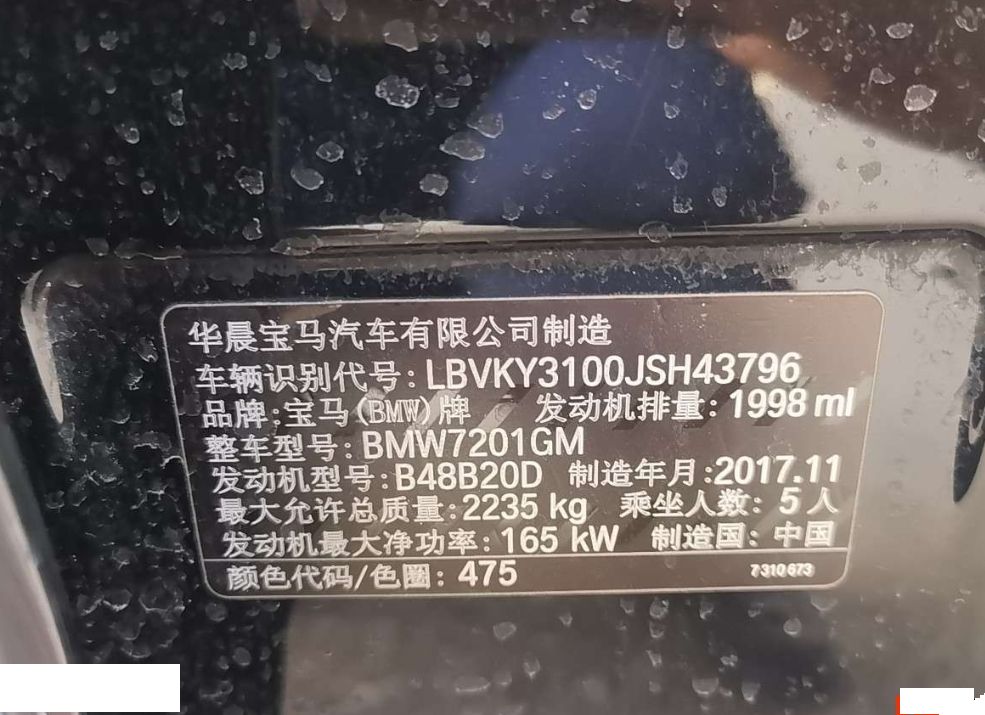 华晨宝马汽车有限公司制造
车辆识别代号：LBVKY3100JSH43796
品牌：宝马(BMW)牌 发动机排量：1998 ml
整车型号：BMW7201GM
发动机型号：B48B20D 制造年月：2017.11
最大允许总质量：2235 kg 乘坐人数：5人
发动机最大净功率：165 kW 制造国：中国
颜色代码/色圈：475 7310673